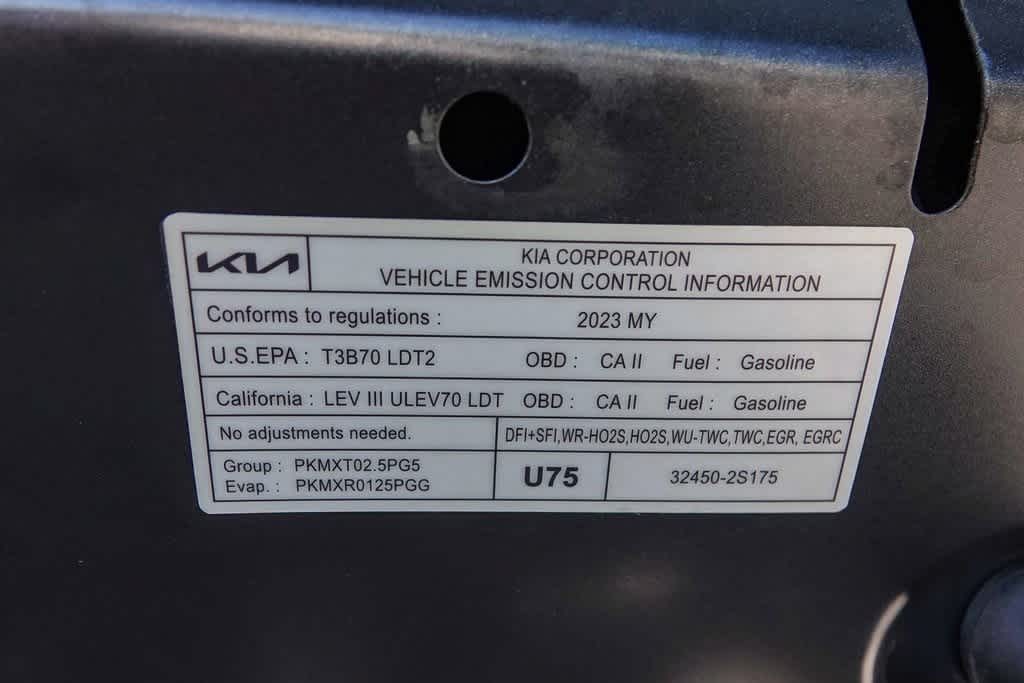 KIA
KIA CORPORATION
VEHICLE EMISSION CONTROL INFORMATION
Conforms to regulations : 2023 MY
U.S.EPA : T3B70 LDT2 OBD : CA II Fuel : Gasoline
California : LEV III ULEV70 LDT OBD : CA II Fuel : Gasoline
No adjustments needed. DFI+SFI,WR-HO2S,HO2S,WU-TWC,TWC,EGR, EGRC
Group : PKMXT02.5PG5
Evap. : PKMXR0125PGG
U75 32450-2S175